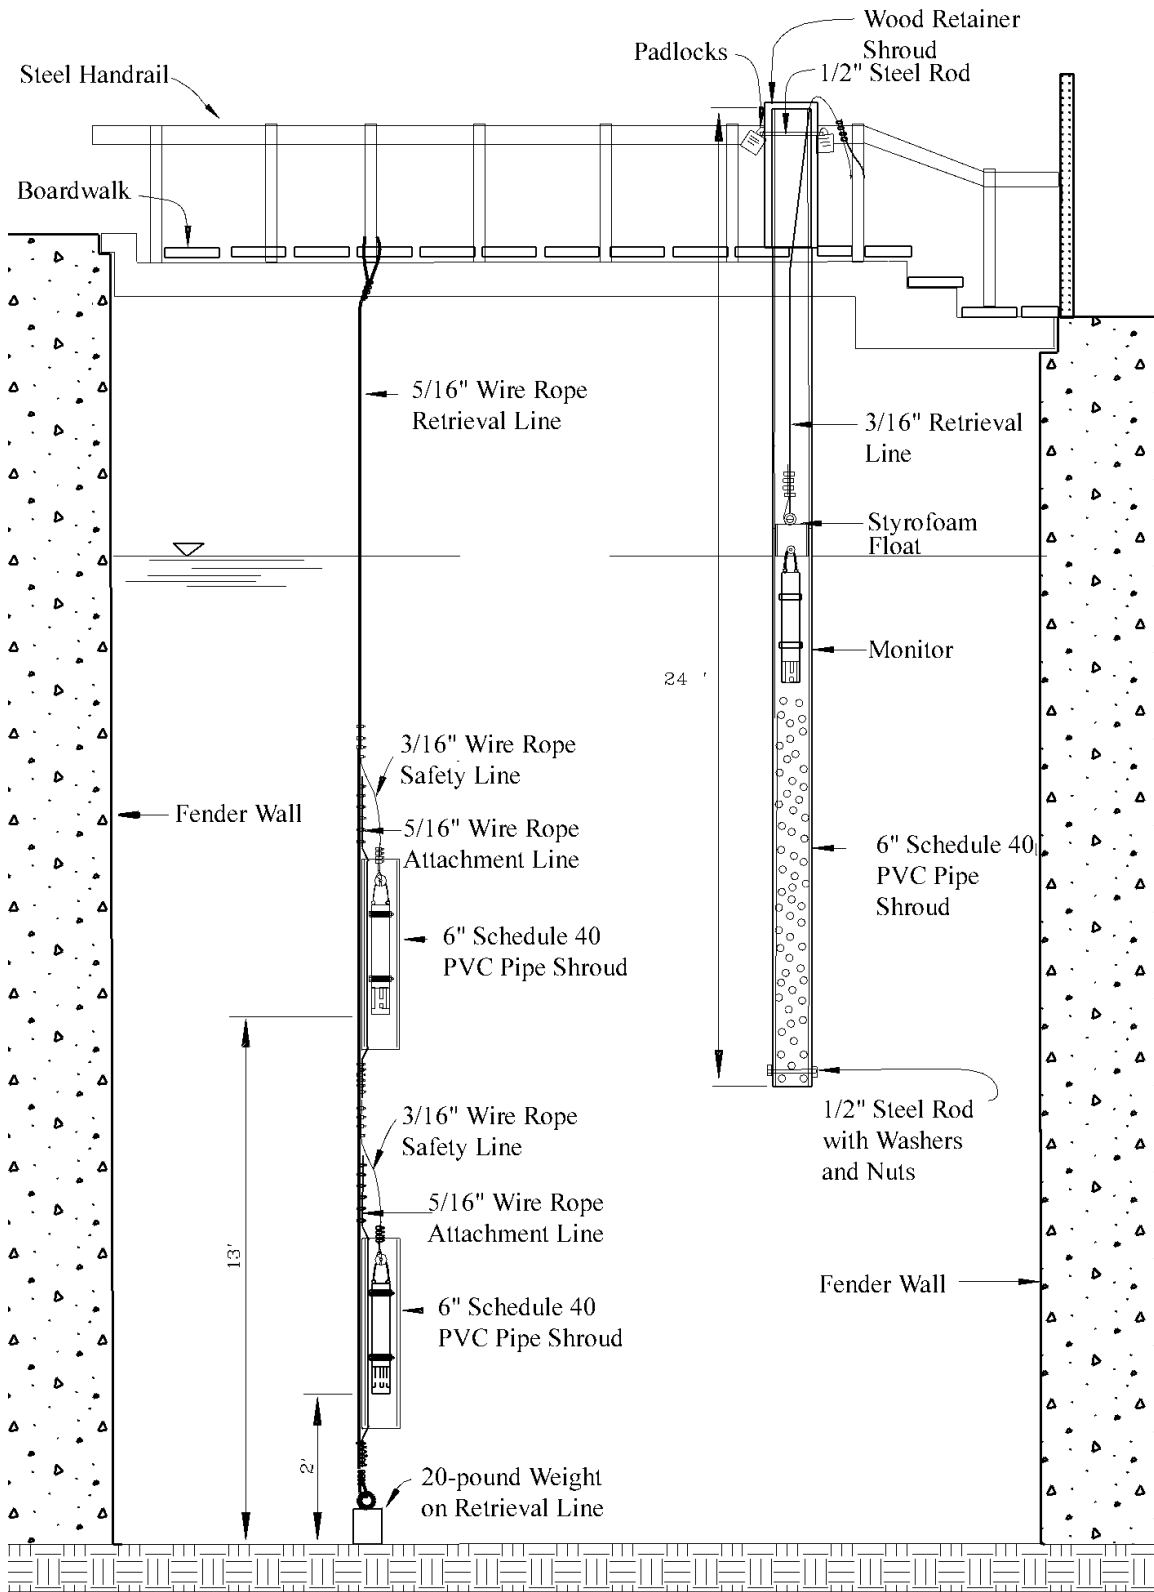 Wood Retainer
Shroud
Padlocks
1/2" Steel Rod
Steel Handrail
Boardwalk
5/16" Wire Rope
Retrieval Line
3/16" Retrieval
Line
Styrofoam
Float
Monitor
24 '
3/16" Wire Rope
Safety Line
Fender Wall
5/16" Wire Rope
Attachment Line
6" Schedule 40
PVC Pipe
Shroud
6" Schedule 40
PVC Pipe Shroud
3/16" Wire Rope
Safety Line
1/2" Steel Rod
with Washers
and Nuts
5/16" Wire Rope
Attachment Line
13'
Fender Wall
6" Schedule 40
PVC Pipe Shroud
2'
20-pound Weight
on Retrieval Line